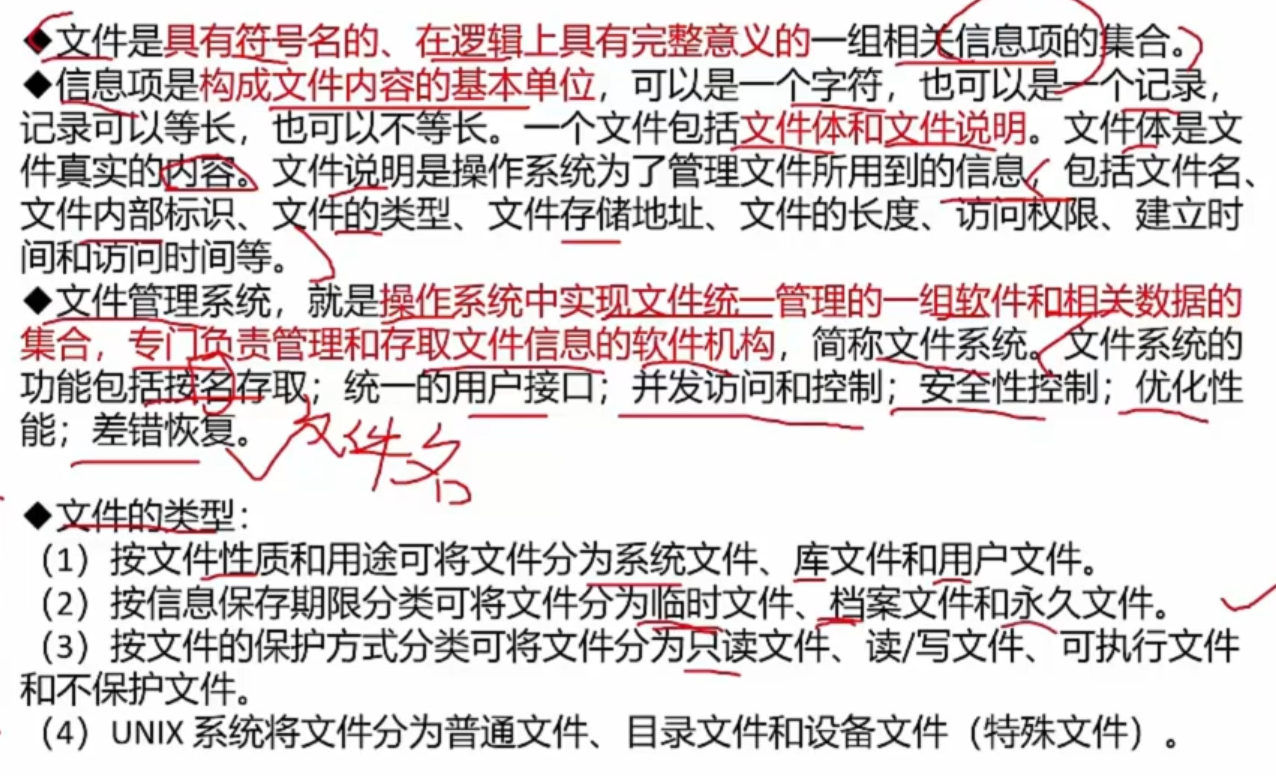 ◆文件是具有符号名的、在逻辑上具有完整意义的一组相关信息项的集合。
◆信息项是构成文件内容的基本单位，可以是一个字符，也可以是一个记录，
记录可以等长，也可以不等长。一个文件包括文件体和文件说明。文件体是文
件真实的内容。文件说明是操作系统为了管理文件所用到的信息，包括文件名、
文件内部标识、文件的类型、文件存储地址、文件的长度、访问权限、建立时
间和访问时间等。
◆文件管理系统，就是操作系统中实现文件统一管理的一组软件和相关数据的
集合，专门负责管理和存取文件信息的软件机构，简称文件系统。文件系统的
功能包括按名存取；统一的用户接口；并发访问和控制；安全性控制；优化性
能；差错恢复。
文件名
◆文件的类型：
（1）按文件性质和用途可将文件分为系统文件、库文件和用户文件。
（2）按信息保存期限分类可将文件分为临时文件、档案文件和永久文件。
（3）按文件的保护方式分类可将文件分为只读文件、读/写文件、可执行文件
和不保护文件。
（4）UNIX 系统将文件分为普通文件、目录文件和设备文件（特殊文件）。